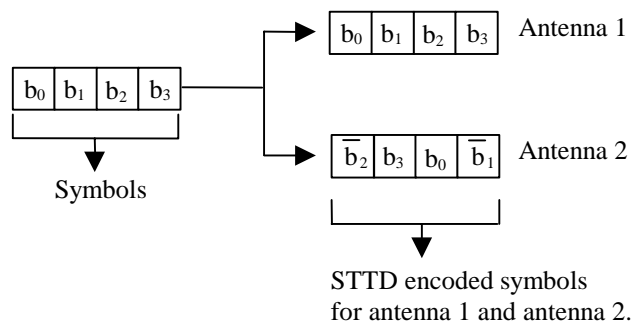 b₀ b₁ b₂ b₃ Antenna 1
b₀ b₁ b₂ b₃
b̅₂ b₃ b₀ b̅₁ Antenna 2
Symbols
STTD encoded symbols
for antenna 1 and antenna 2.